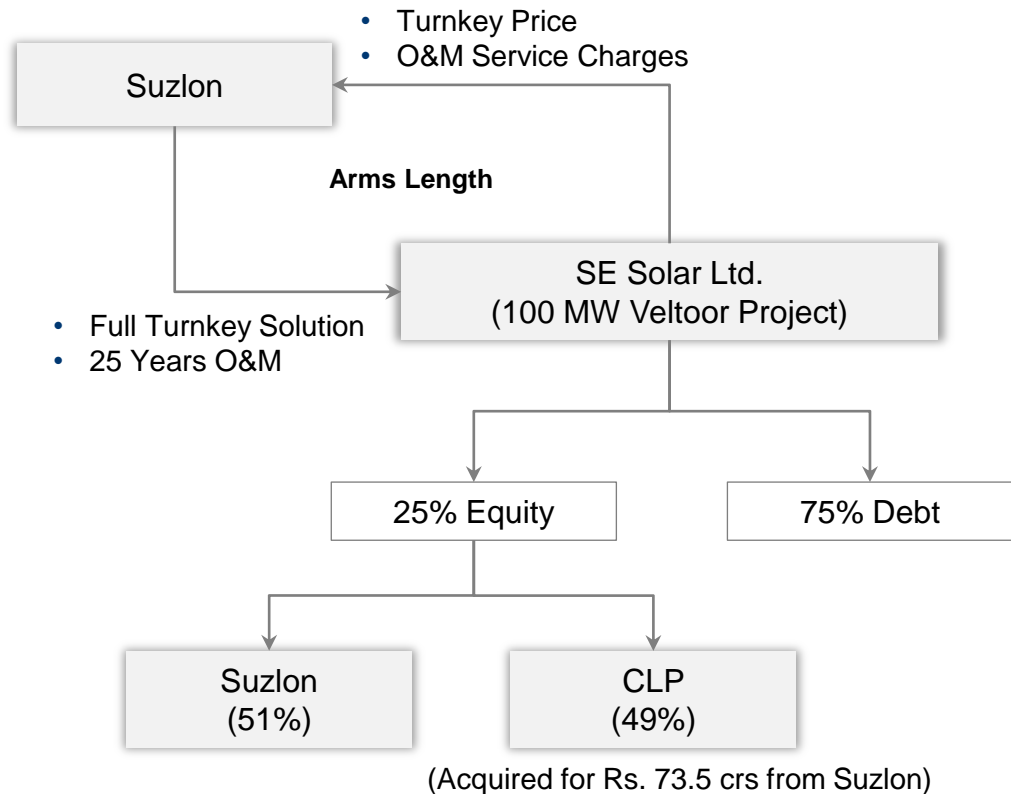 • Turnkey Price
• O&M Service Charges
Suzlon
Arms Length
SE Solar Ltd.
(100 MW Veltoor Project)
• Full Turnkey Solution
• 25 Years O&M
25% Equity
75% Debt
Suzlon
(51%)
CLP
(49%)
(Acquired for Rs. 73.5 crs from Suzlon)